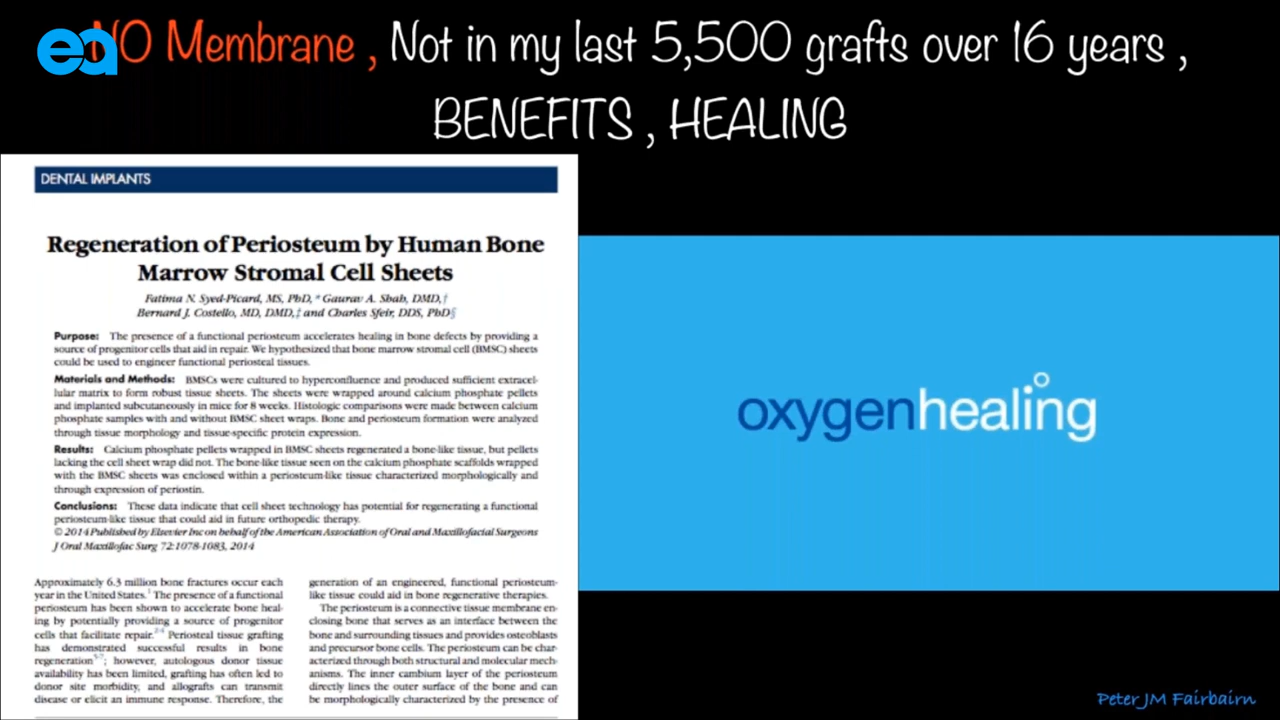 ea
NO Membrane , Not in my last 5,500 grafts over 16 years ,
BENEFITS , HEALING
DENTAL IMPLANTS
Regeneration of Periosteum by Human Bone
Marrow Stromal Cell Sheets
Fatima N. Syed-Picard, MS, PhD,* Gaurav A. Shah, DMD,†
Bernard J. Costello, MD, DMD,‡ and Charles Sfeir, DDS, PhD§
Purpose: The presence of a functional periosteum accelerates healing in bone defects by providing a
source of progenitor cells that aid in repair. We hypothesized that bone marrow stromal cell (BMSC) sheets
could be used to engineer functional periosteal tissues.
Materials and Methods: BMSCs were cultured to hyperconfluence and produced sufficient extracel-
lular matrix to form robust tissue sheets. The sheets were wrapped around calcium phosphate pellets
and implanted subcutaneously in mice for 8 weeks. Histologic comparisons were made between calcium
phosphate samples with and without BMSC sheet wraps. Bone and periosteum formation were analyzed
through tissue morphology and tissue-specific protein expression.
Results: Calcium phosphate pellets wrapped in BMSC sheets regenerated a bone-like tissue, but pellets
lacking the cell sheet wrap did not. The bone-like tissue seen on the calcium phosphate scaffolds wrapped
with the BMSC sheets was enclosed within a periosteum-like tissue characterized morphologically and
through expression of periostin.
Conclusions: These data indicate that cell sheet technology has potential for regenerating a functional
periosteum-like tissue that could aid in future orthopedic therapy.
© 2014 Published by Elsevier Inc on behalf of the American Association of Oral and Maxillofacial Surgeons
J Oral Maxillofac Surg 72:1078-1083, 2014
Approximately 6.3 million bone fractures occur each
year in the United States.1 The presence of a functional
periosteum has been shown to accelerate bone heal-
ing by potentially providing a source of progenitor
cells that facilitate repair.2-4 Periosteal tissue grafting
has demonstrated successful results in bone
regeneration; however, autologous donor tissue
availability has been limited, grafting has often led to
donor site morbidity, and allografts can transmit
disease or elicit an immune response. Therefore, the
generation of an engineered, functional periosteum-
like tissue could aid in bone regenerative therapies.
The periosteum is a connective tissue membrane en-
closing bone that serves as an interface between the
bone and surrounding tissues and provides osteoblasts
and precursor bone cells. The periosteum can be char-
acterized through both structural and molecular mech-
anisms. The inner cambium layer of the periosteum
directly lines the outer surface of the bone and can
be morphologically characterized by the presence of
oxygenhealing
Peter JM Fairbairn